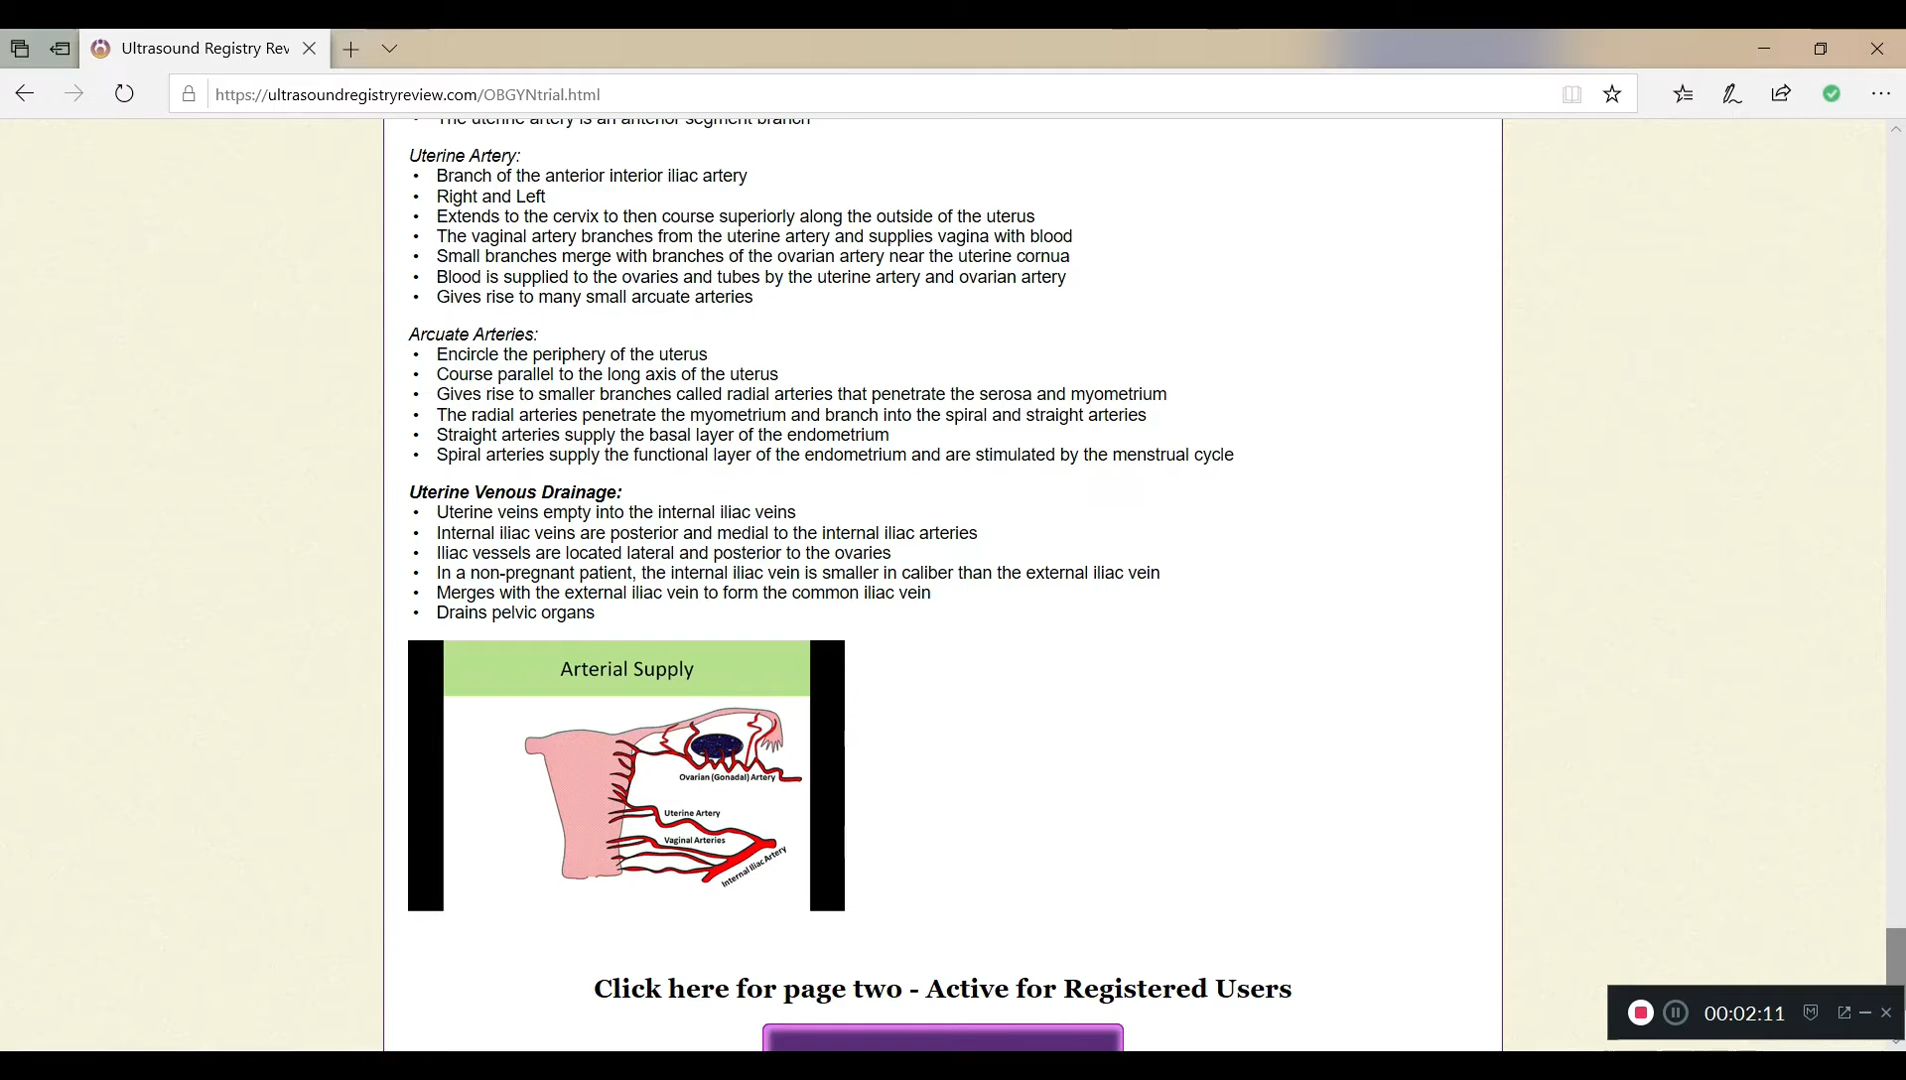 Ultrasound Registry Rev
https://ultrasoundregistryreview.com/OBGYNtrial.html
• The uterine artery is an anterior segment branch
Uterine Artery:
• Branch of the anterior interior iliac artery
• Right and Left
• Extends to the cervix to then course superiorly along the outside of the uterus
• The vaginal artery branches from the uterine artery and supplies vagina with blood
• Small branches merge with branches of the ovarian artery near the uterine cornua
• Blood is supplied to the ovaries and tubes by the uterine artery and ovarian artery
• Gives rise to many small arcuate arteries
Arcuate Arteries:
• Encircle the periphery of the uterus
• Course parallel to the long axis of the uterus
• Gives rise to smaller branches called radial arteries that penetrate the serosa and myometrium
• The radial arteries penetrate the myometrium and branch into the spiral and straight arteries
• Straight arteries supply the basal layer of the endometrium
• Spiral arteries supply the functional layer of the endometrium and are stimulated by the menstrual cycle
Uterine Venous Drainage:
• Uterine veins empty into the internal iliac veins
• Internal iliac veins are posterior and medial to the internal iliac arteries
• Iliac vessels are located lateral and posterior to the ovaries
• In a non-pregnant patient, the internal iliac vein is smaller in caliber than the external iliac vein
• Merges with the external iliac vein to form the common iliac vein
• Drains pelvic organs
Arterial Supply
Ovarian (Gonadal) Artery
Uterine Artery
Vaginal Arteries
Internal Iliac Artery
Click here for page two - Active for Registered Users
00:02:11